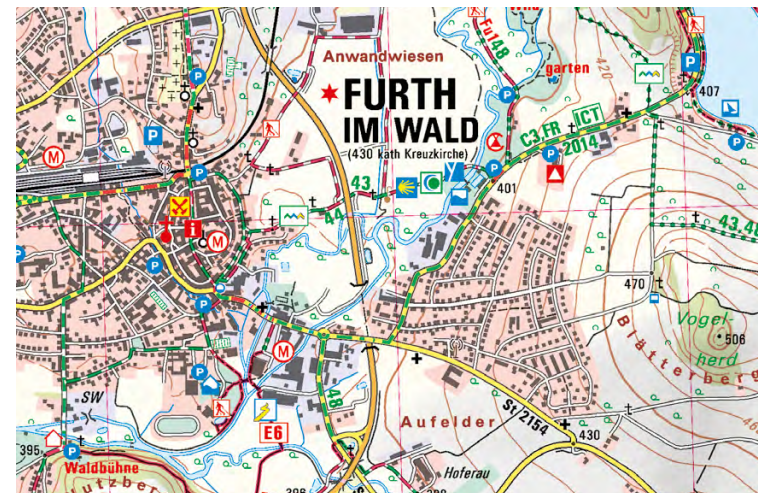 Fü148
Anwandwiesen
garten
420
FURTH
IM WALD
(430 kath Kreuzkirche)
407
C3,FR
ICT
2014
P
P
P
P
P
P
P
P
P
P
P
P
M
M
M
i
43
44
401
43,48
470
Vogel-
herd
506
Blätterberg
48
SW
E6
St 2154
Aufelder
430
395
Waldbühne
Hoferau